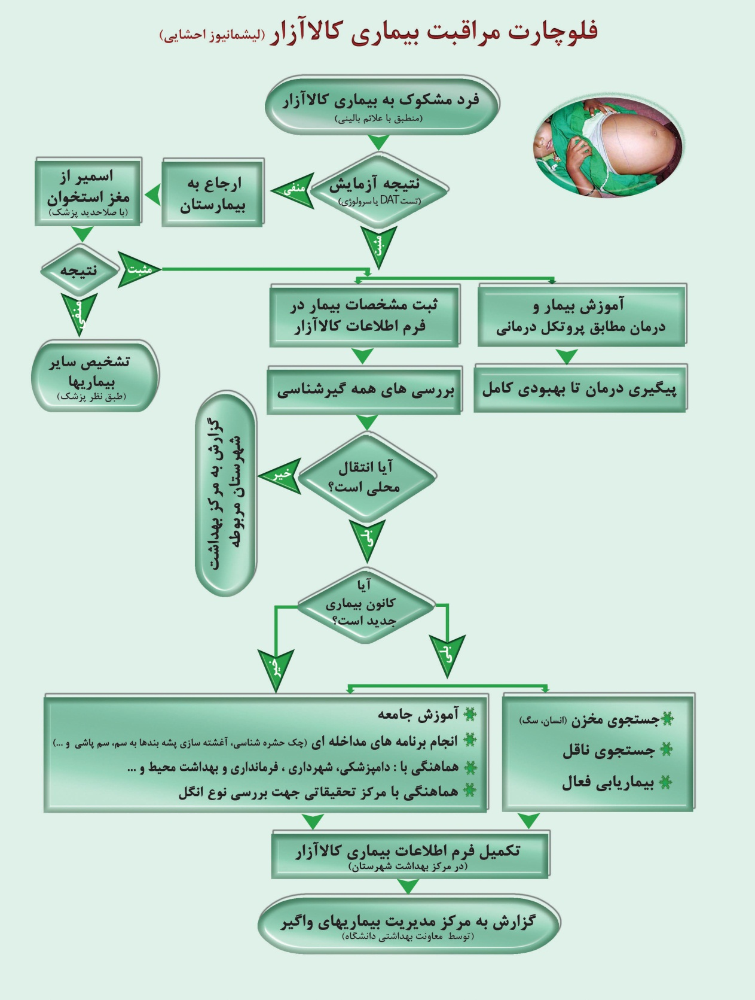 فلوچارت مراقبت بیماری کالاآزار (لیشمانیوز احشایی)
فرد مشکوک به بیماری کالاآزار
(منطبق با علائم بالینی)
نتیجه آزمایش
(تست DAT یا سرولوژی)
منفی
ارجاع به
بیمارستان
اسمیر از
مغز استخوان
(با صلاحدید پزشک)
نتیجه
مثبت
منفی
تشخیص سایر
بیماریها
(طبق نظر پزشک)
مثبت
آموزش بیمار و
درمان مطابق پروتکل درمانی
پیگیری درمان تا بهبودی کامل
ثبت مشخصات بیمار در
فرم اطلاعات کالاآزار
بررسی های همه گیرشناسی
آیا انتقال
محلی است؟
خیر
گزارش به مرکز بهداشت
شهرستان مربوطه
بلی
آیا
کانون بیماری
جدید است؟
بلی
خیر
جستجوی مخزن (انسان، سگ)
جستجوی ناقل
بیماریابی فعال
آموزش جامعه
انجام برنامه های مداخله ای (چک حشره شناسی، آغشته سازی پشه بندها به سم، سم پاشی و ...)
هماهنگی با : دامپزشکی، شهرداری ، فرمانداری و بهداشت محیط و ...
هماهنگی با مرکز تحقیقاتی جهت بررسی نوع انگل
تکمیل فرم اطلاعات بیماری کالاآزار
(در مرکز بهداشت شهرستان)
گزارش به مرکز مدیریت بیماریهای واگیر
(توسط معاونت بهداشتی دانشگاه)